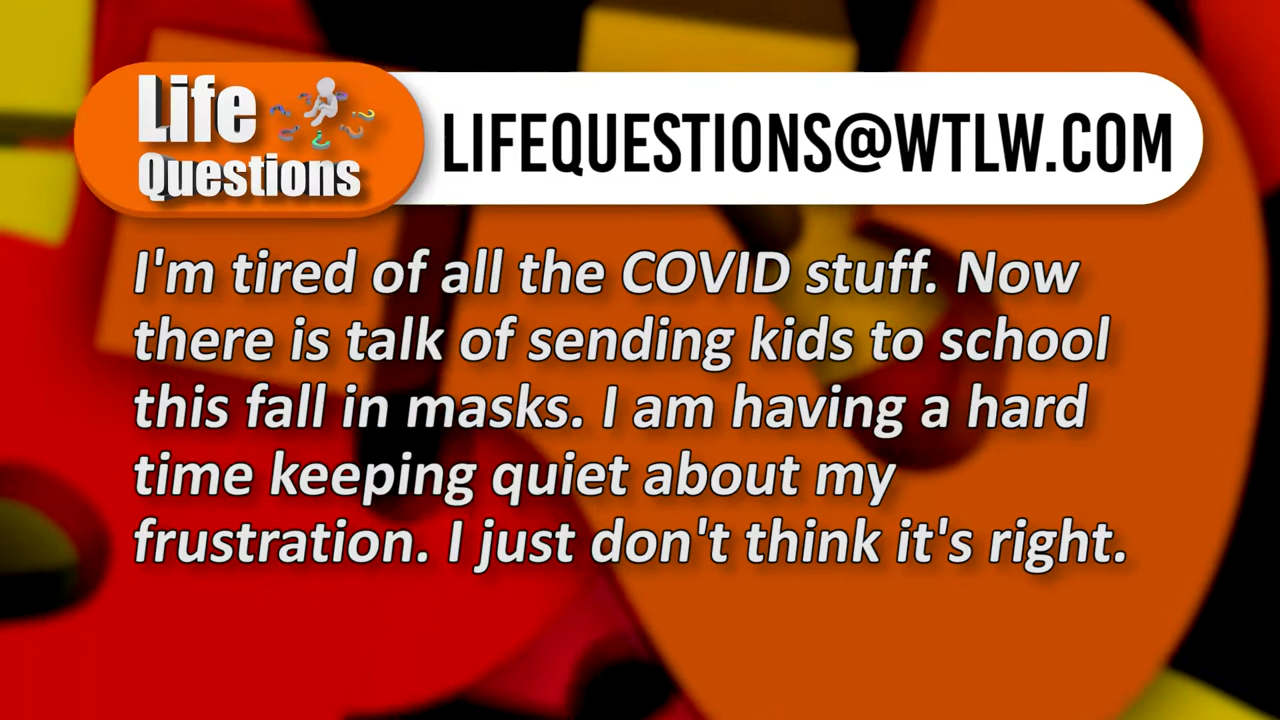 Life
Questions
LIFEQUESTIONS@WTLW.COM
I'm tired of all the COVID stuff. Now
there is talk of sending kids to school
this fall in masks. I am having a hard
time keeping quiet about my
frustration. I just don't think it's right.